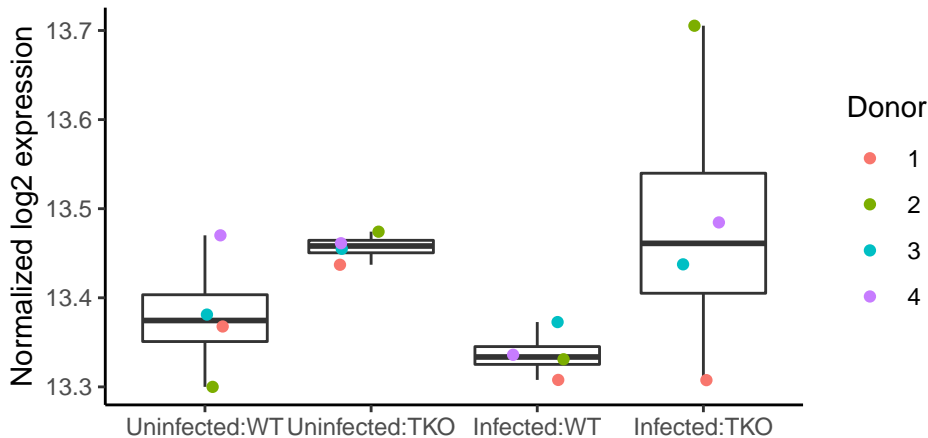 Normalized log2 expression
13.7
13.6
13.5
13.4
13.3
Uninfected:WT
Uninfected:TKO
Infected:WT
Infected:TKO
Donor
1
2
3
4